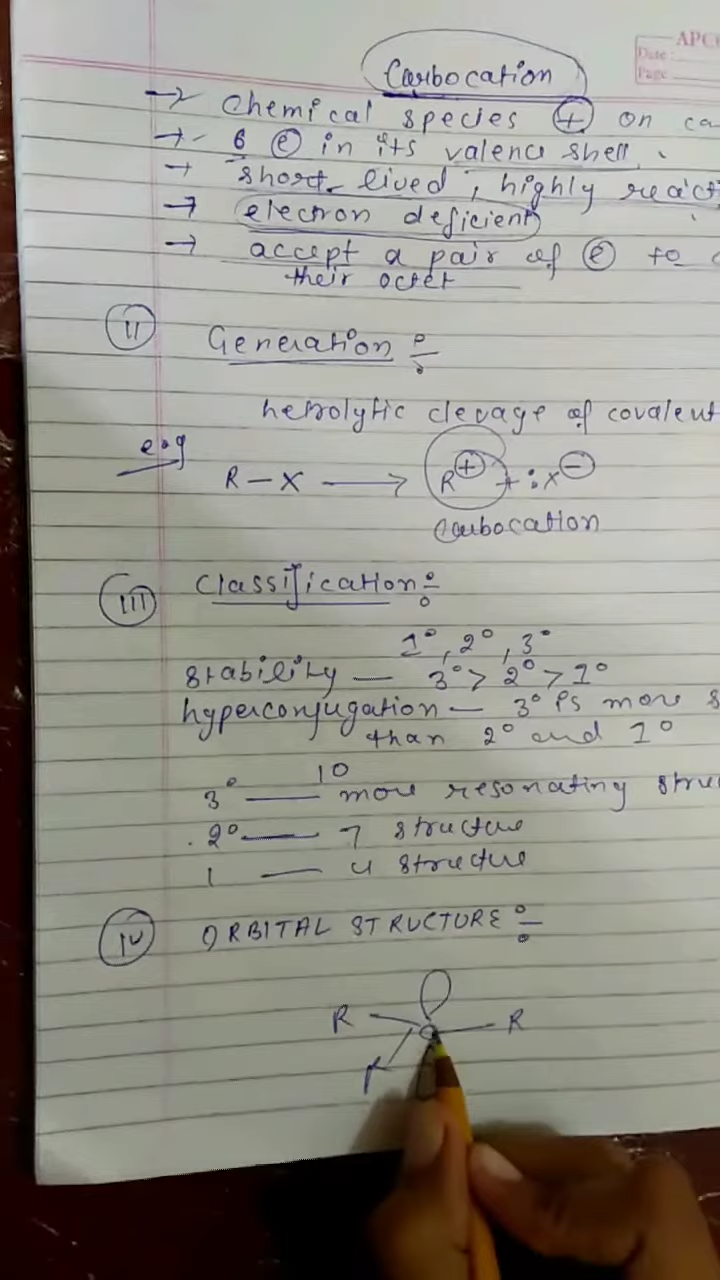 APC
Carbocation
Date :
Page
→ Chemical species ⊕ on ca
→ 6 ⓔ in its valence shell.
→ short lived, highly react
→ electron deficient
→ accept a pair of ⓔ to
their octet
II Generation :
hetrolytic clevage of covalent
e.g
R - X ⟶ R⊕ + :X⊖
Carbocation
III Classification :
1°, 2°, 3°
stability — 3° > 2° > 1°
hyperconjugation — 3° is more s
than 2° and 1°
10
3° — more resonating stru
2° — 7 structure
1 — 4 structure
IV ORBITAL STRUCTURE :
R R
r